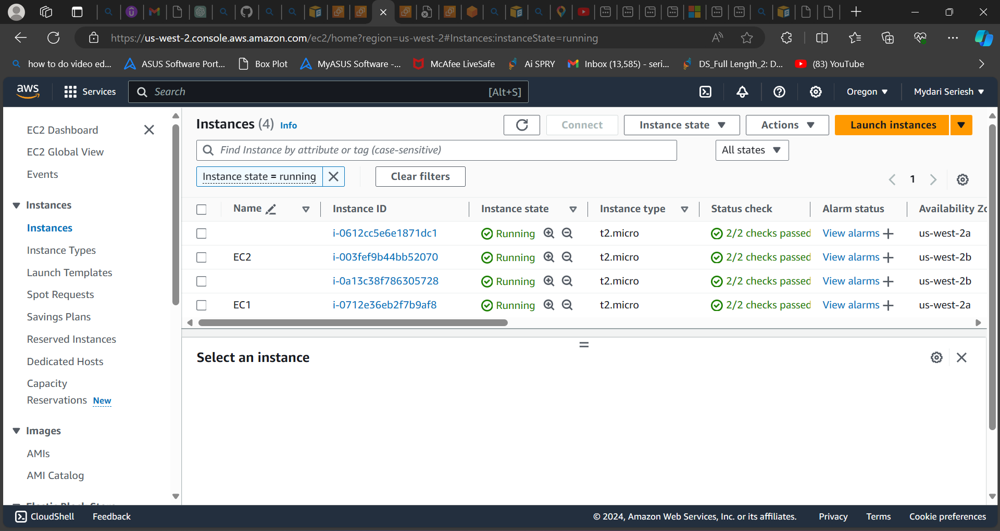 https://us-west-2.console.aws.amazon.com/ec2/home?region=us-west-2#Instances:instanceState=running
how to do video ed... ASUS Software Port... Box Plot MyASUS Software -... McAfee LiveSafe Ai SPRY Inbox (13,585) - seri... DS_Full Length_2: D... (83) YouTube
aws Services Search [Alt+S] Oregon Mydari Seriesh
EC2 Dashboard
EC2 Global View
Events
Instances
Instances
Instance Types
Launch Templates
Spot Requests
Savings Plans
Reserved Instances
Dedicated Hosts
Capacity
Reservations New
Images
AMIs
AMI Catalog
Instances (4) Info Connect Instance state Actions Launch instances
Find Instance by attribute or tag (case-sensitive) All states
Instance state = running Clear filters 1
Name Instance ID Instance state Instance type Status check Alarm status Availability Zo
i-0612cc5e6e1871dc1 Running t2.micro 2/2 checks passed View alarms us-west-2a
EC2 i-003fef9b44bb52070 Running t2.micro 2/2 checks passed View alarms us-west-2b
i-0a13c38f786305728 Running t2.micro 2/2 checks passed View alarms us-west-2b
EC1 i-0712e36eb2f7b9af8 Running t2.micro 2/2 checks passed View alarms us-west-2a
Select an instance
CloudShell Feedback © 2024, Amazon Web Services, Inc. or its affiliates. Privacy Terms Cookie preferences